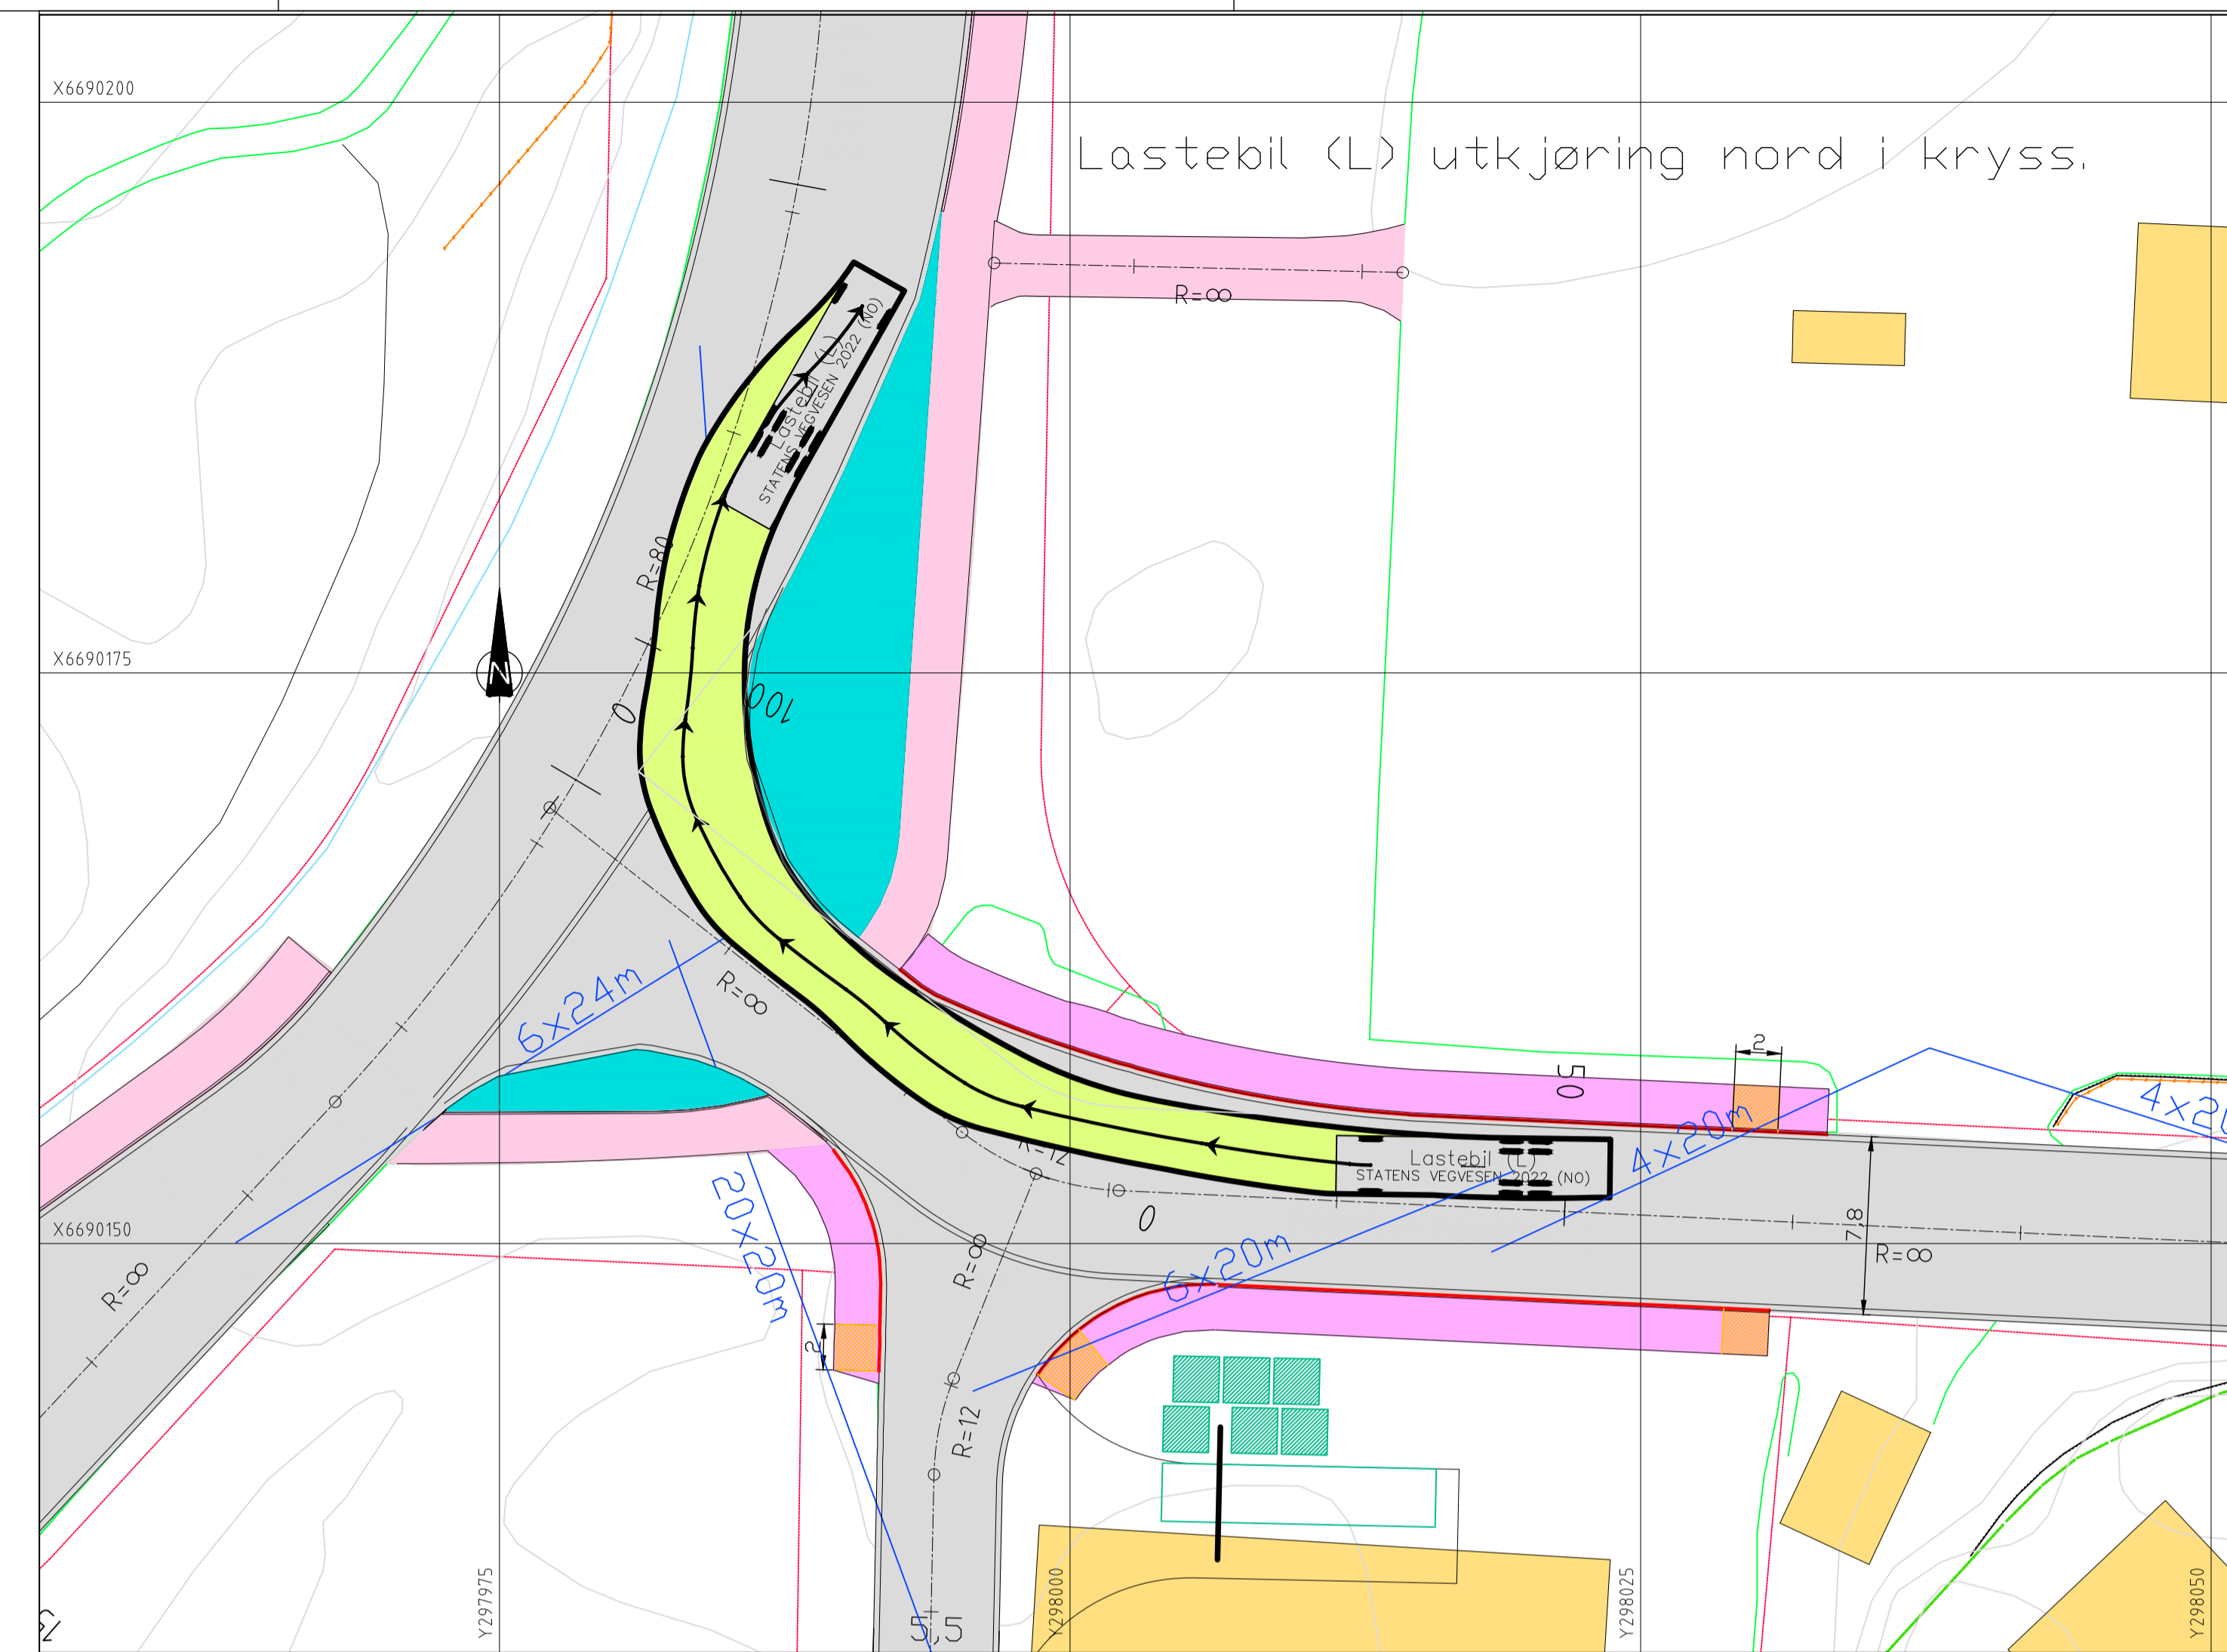 X6690200
Lastebil (L) utkjøring nord i kryss.
R=∞
Lastebil (L)
STATENS VEGVESEN 2022 (NO)
R=80
X6690175
N
0
100
6x24m
R=∞
50
2
4x20m
R=12
Lastebil (L)
STATENS VEGVESEN 2022 (NO)
20x20m
0
6x20m
7,8
R=∞
X6690150
R=∞
R=∞
2
R=12
5,5
Y297975
Y298000
Y298025
Y298050